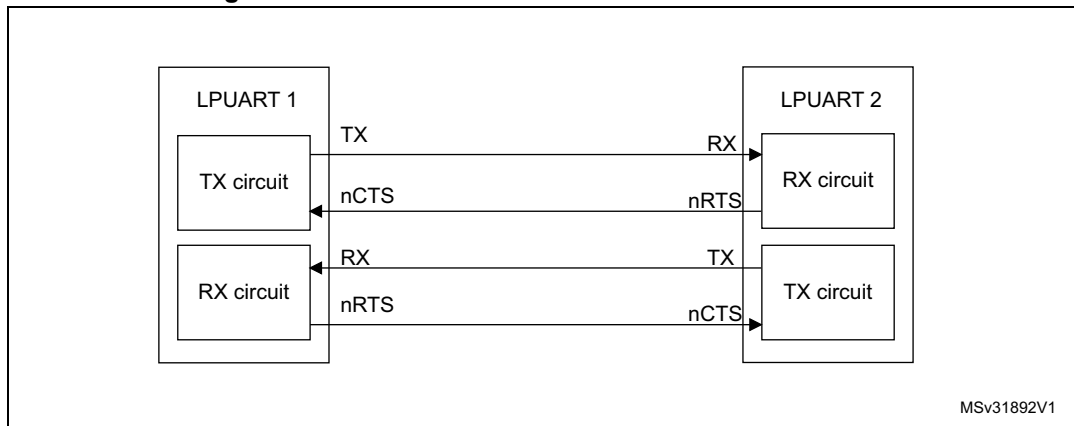 LPUART 1
LPUART 2
TX
RX
TX circuit
RX circuit
nCTS
nRTS
RX
TX
RX circuit
TX circuit
nRTS
nCTS
MSv31892V1